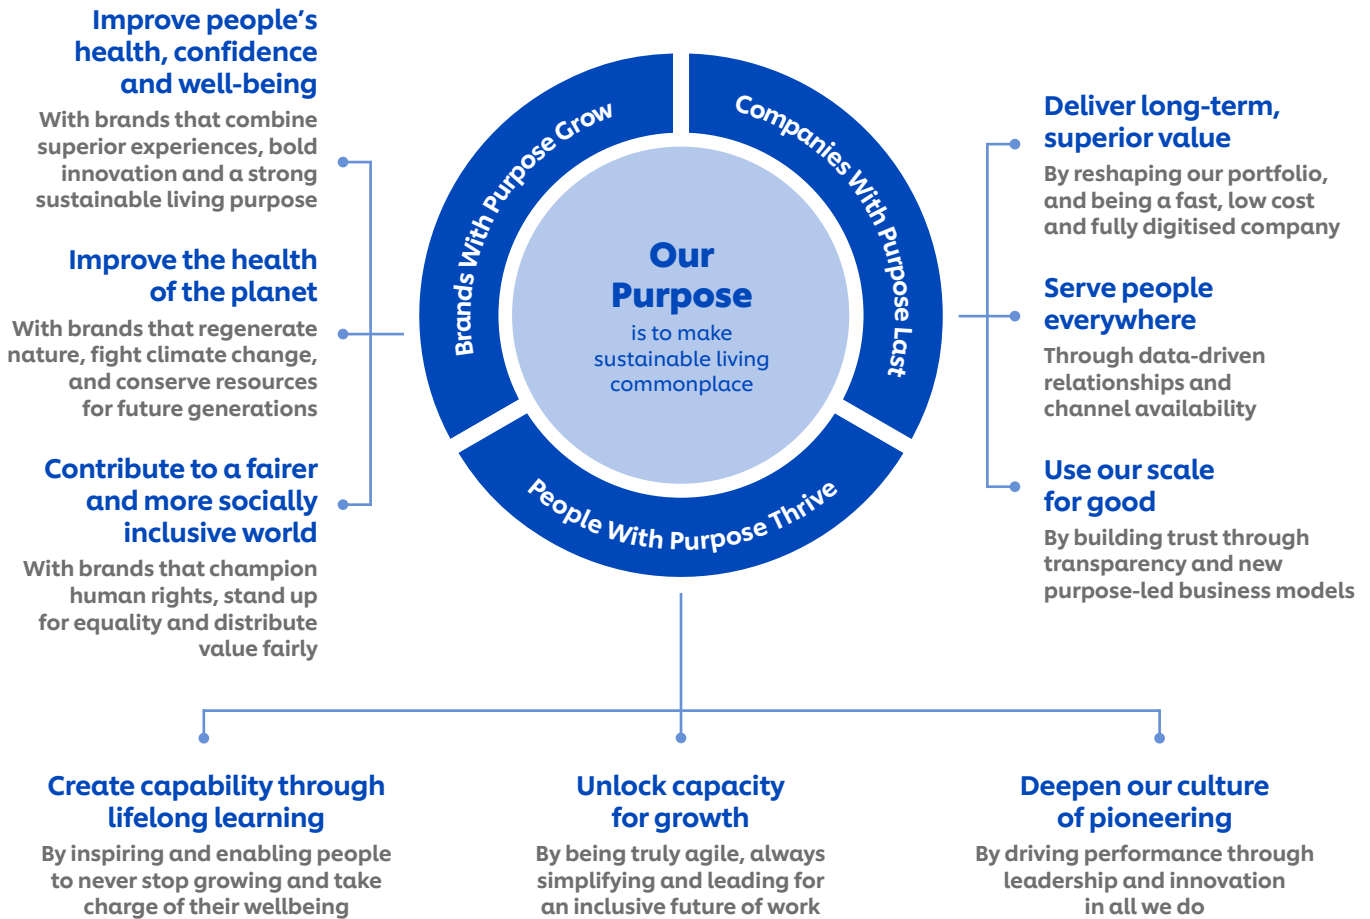 Improve people's
health, confidence
and well-being
With brands that combine
superior experiences, bold
innovation and a strong
sustainable living purpose
Improve the health
of the planet
With brands that regenerate
nature, fight climate change,
and conserve resources
for future generations
Contribute to a fairer
and more socially
inclusive world
With brands that champion
human rights, stand up
for equality and distribute
value fairly
Brands With Purpose Grow
Companies With Purpose Last
People With Purpose Thrive
Our
Purpose
is to make
sustainable living
commonplace
Deliver long-term,
superior value
By reshaping our portfolio,
and being a fast, low cost
and fully digitised company
Serve people
everywhere
Through data-driven
relationships and
channel availability
Use our scale
for good
By building trust through
transparency and new
purpose-led business models
Create capability through
lifelong learning
By inspiring and enabling people
to never stop growing and take
charge of their wellbeing
Unlock capacity
for growth
By being truly agile, always
simplifying and leading for
an inclusive future of work
Deepen our culture
of pioneering
By driving performance through
leadership and innovation
in all we do